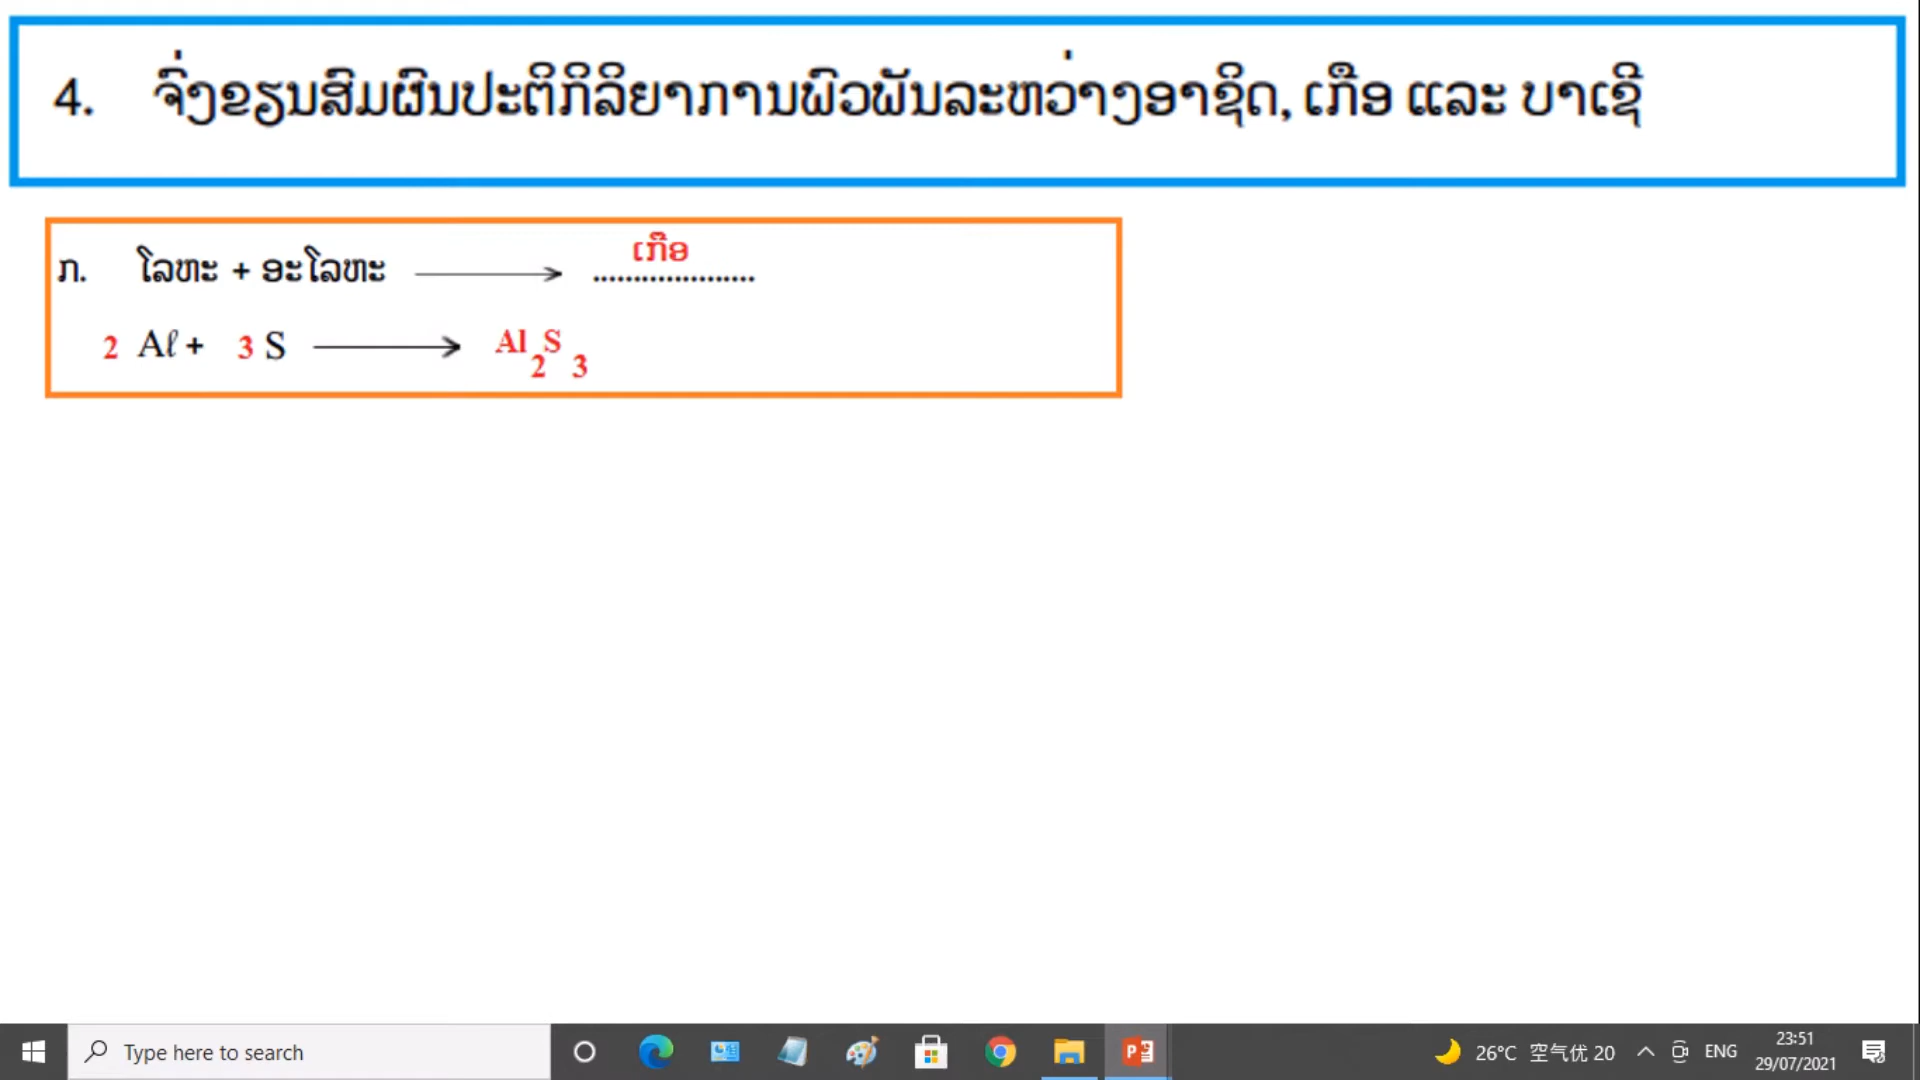 4. ຈົ່ງຂຽນສົມຜົນປະຕິກິລິຍາການພົວພັນລະຫວ່າງອາຊິດ, ເກືອ ແລະ ບາເຊີ
ກ. ໂລຫະ + ອະໂລຫະ ⟶ ເກືອ ....................
2 Aℓ + 3 S ⟶ Al2S3
Type here to search
26°C 空气优 20
ENG
23:51
29/07/2021